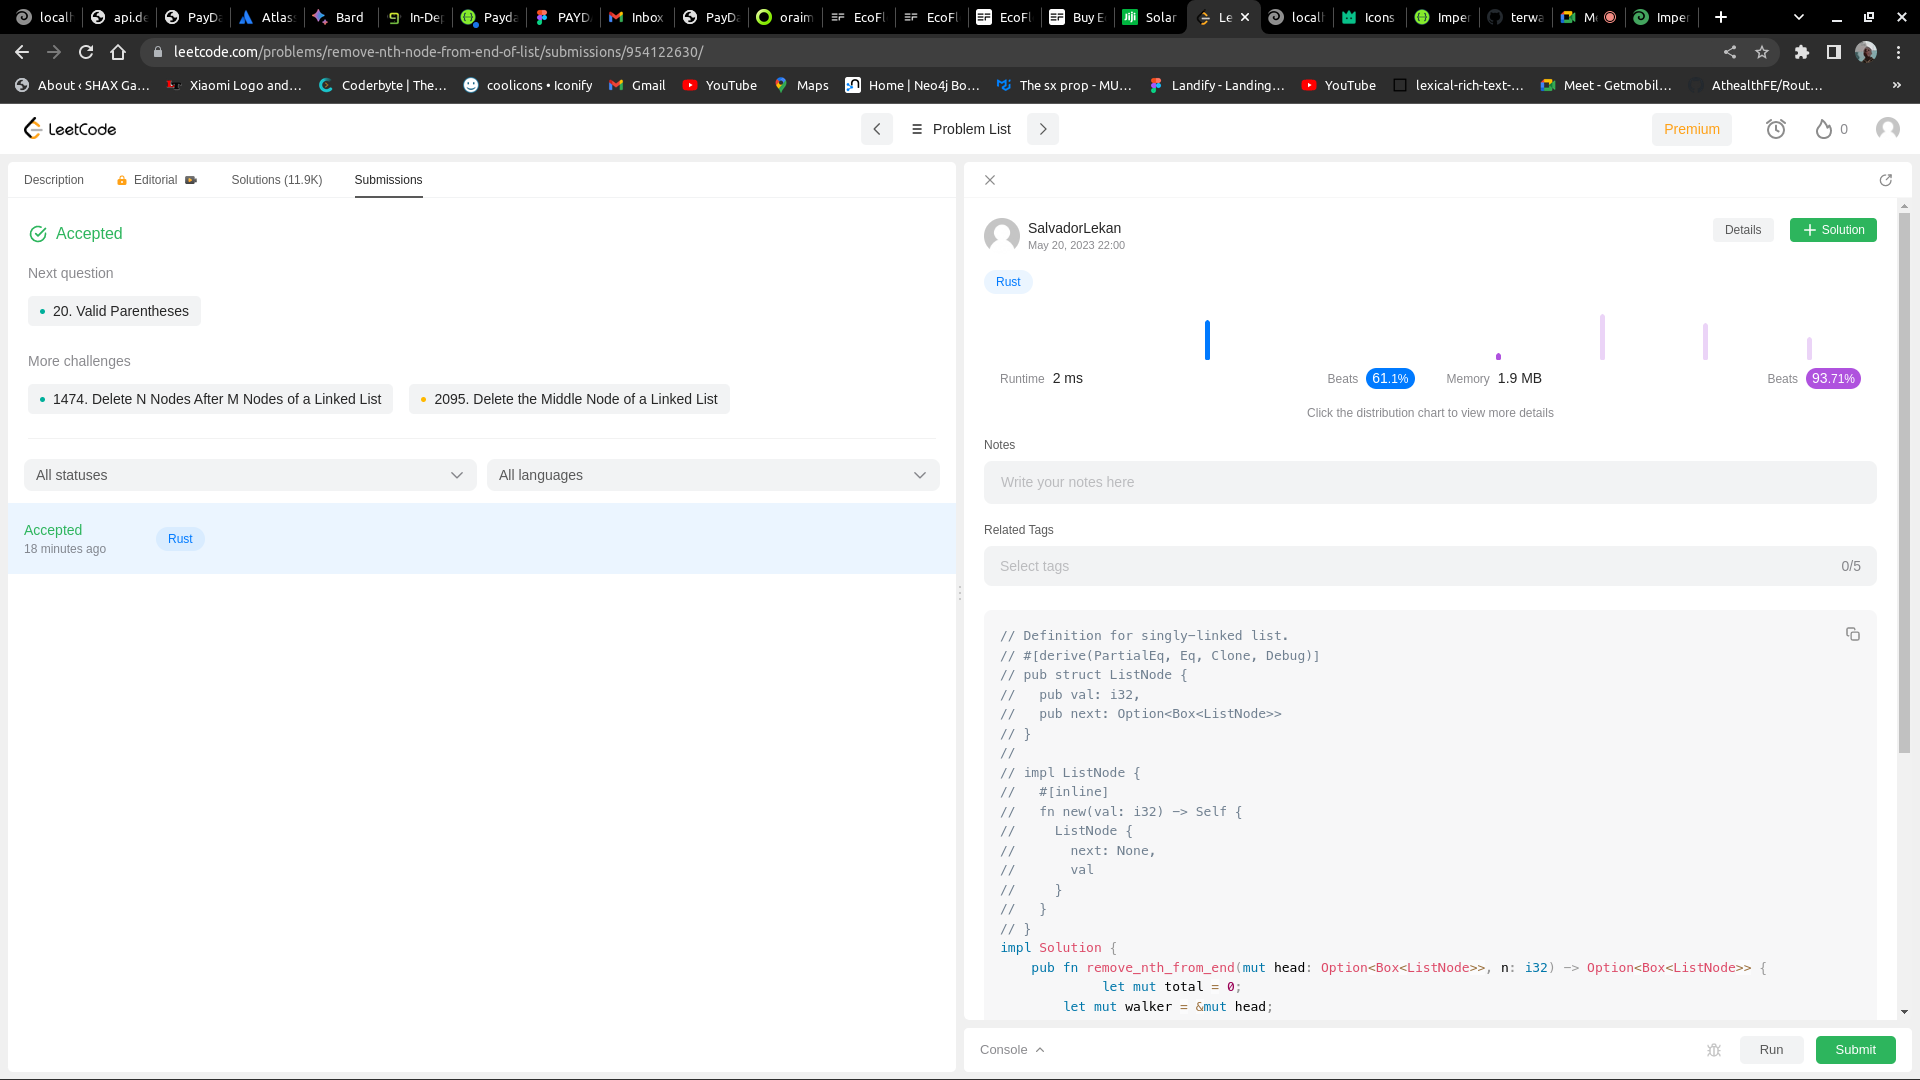 local
api.de
PayDa
Atlas
Bard
In-De
Payda
PAYD
Inbox
PayDa
oraim
EcoFl
EcoFl
EcoFl
Buy E
Solar
Le
local
Icons
Imper
terwa
Me
Imper
leetcode.com/problems/remove-nth-node-from-end-of-list/submissions/954122630/
About ‹ SHAX Ga…
Xiaomi Logo and…
Coderbyte | The…
coolicons • Iconify
Gmail
YouTube
Maps
Home | Neo4j Bo…
The sx prop - MU…
Landify - Landing…
YouTube
lexical-rich-text-…
Meet - Getmobil…
AthealthFE/Rout…
»
LeetCode
Problem List
Premium
0
Description
Editorial
Solutions (11.9K)
Submissions
Accepted
Next question
20. Valid Parentheses
More challenges
1474. Delete N Nodes After M Nodes of a Linked List
2095. Delete the Middle Node of a Linked List
All statuses
All languages
Accepted
18 minutes ago
Rust
SalvadorLekan
May 20, 2023 22:00
Details
Solution
Rust
Runtime 2 ms
Beats 61.1%
Memory 1.9 MB
Beats 93.71%
Click the distribution chart to view more details
Notes
Write your notes here
Related Tags
Select tags
0/5
// Definition for singly-linked list.
// #[derive(PartialEq, Eq, Clone, Debug)]
// pub struct ListNode {
//   pub val: i32,
//   pub next: Option<Box<ListNode>>
// }
//
// impl ListNode {
//   #[inline]
//   fn new(val: i32) -> Self {
//     ListNode {
//       next: None,
//       val
//     }
//   }
// }
impl Solution {
    pub fn remove_nth_from_end(mut head: Option<Box<ListNode>>, n: i32) -> Option<Box<ListNode>> {
             let mut total = 0;
        let mut walker = &mut head;
Console
Run
Submit